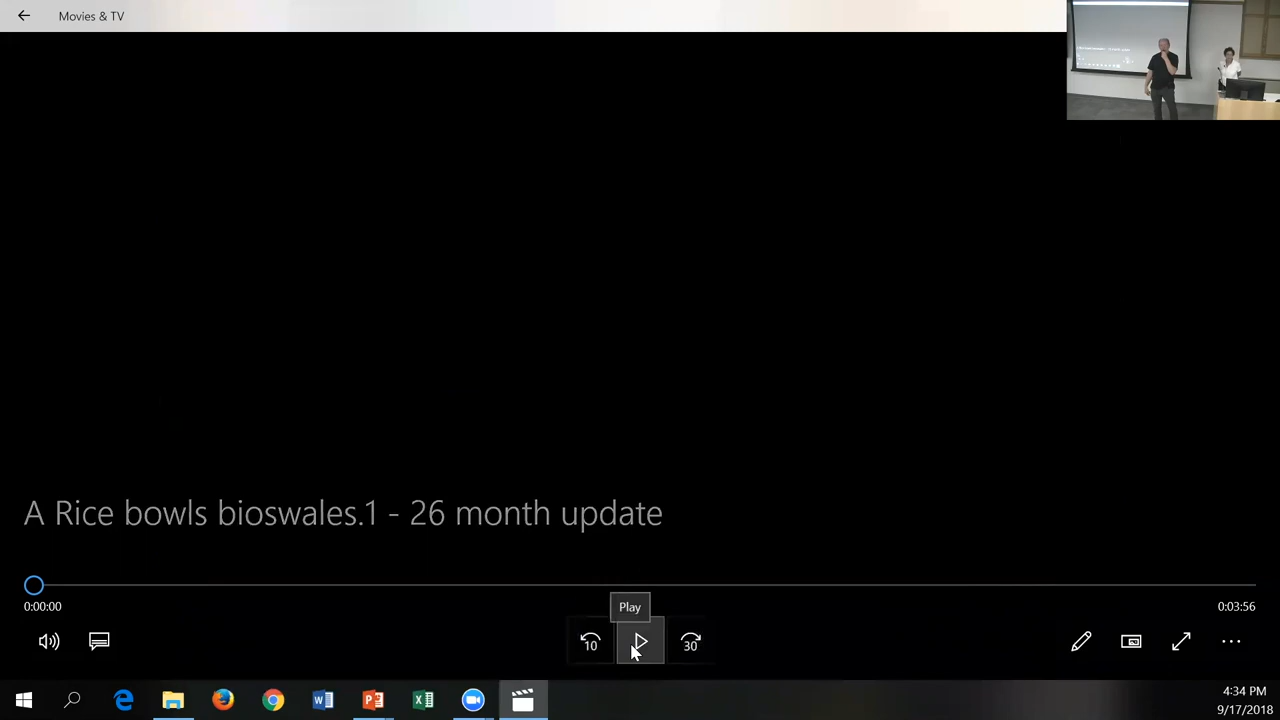 Movies & TV
A Rice bowls bioswales.1 - 26 month update
0:00:00
Play
0:03:56
10
30
4:34 PM
9/17/2018